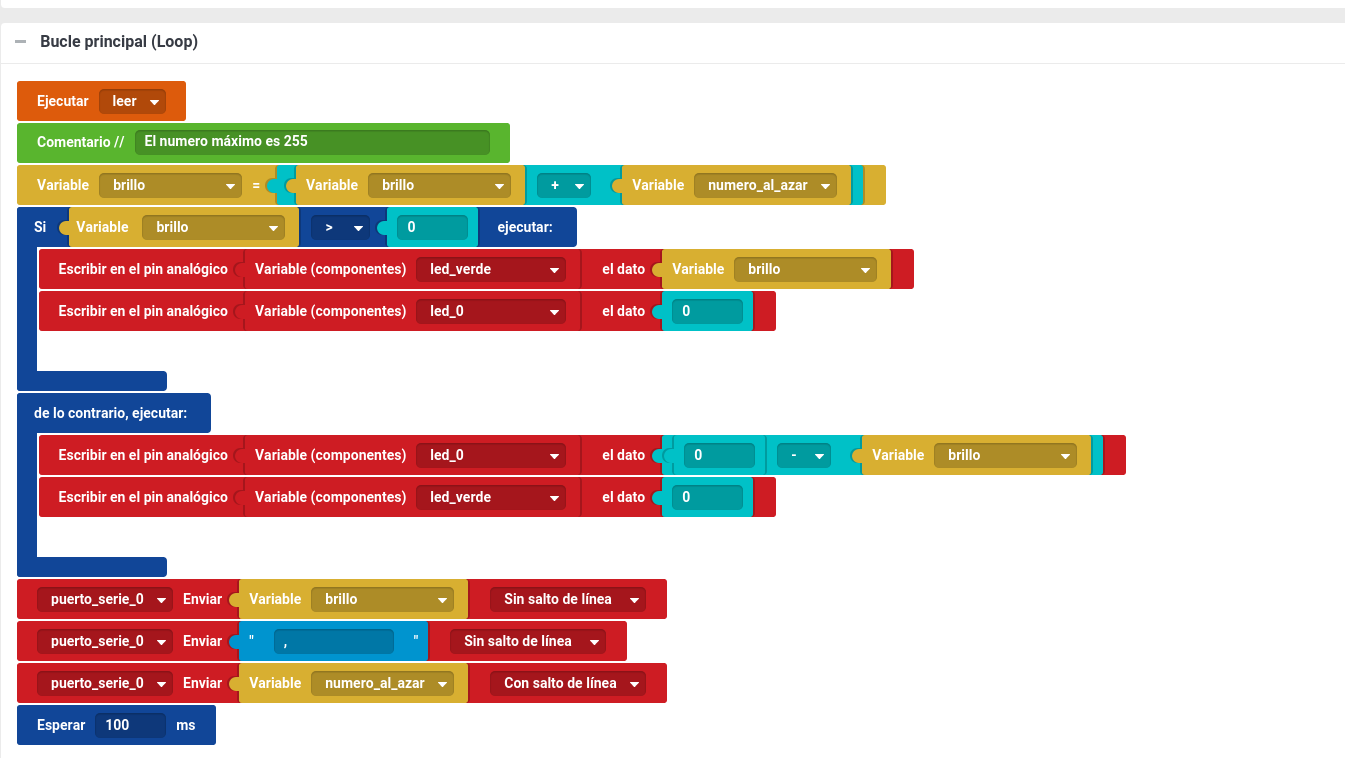 Bucle principal (Loop)
Ejecutar leer
Comentario // El numero máximo es 255
Variable brillo = Variable brillo + Variable numero_al_azar
Si Variable brillo > 0 ejecutar:
Escribir en el pin analógico Variable (componentes) led_verde el dato Variable brillo
Escribir en el pin analógico Variable (componentes) led_0 el dato 0
de lo contrario, ejecutar:
Escribir en el pin analógico Variable (componentes) led_0 el dato 0 - Variable brillo
Escribir en el pin analógico Variable (componentes) led_verde el dato 0
puerto_serie_0 Enviar Variable brillo Sin salto de línea
puerto_serie_0 Enviar " , " Sin salto de línea
puerto_serie_0 Enviar Variable numero_al_azar Con salto de línea
Esperar 100 ms